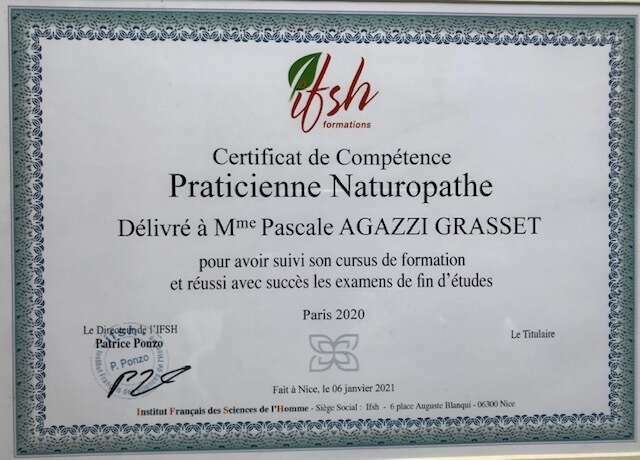 ifsh
formations
Certificat de Compétence
Praticienne Naturopathe
Délivré à Mme Pascale AGAZZI GRASSET
pour avoir suivi son cursus de formation
et réussi avec succès les examens de fin d'études
Paris 2020
Le Directeur de l'IFSH
Patrice Ponzo
P. Ponzo
Le Titulaire
Fait à Nice, le 06 janvier 2021
Institut Français des Sciences de l'Homme - Siège Social : Ifsh - 6 place Auguste Blanqui - 06300 Nice